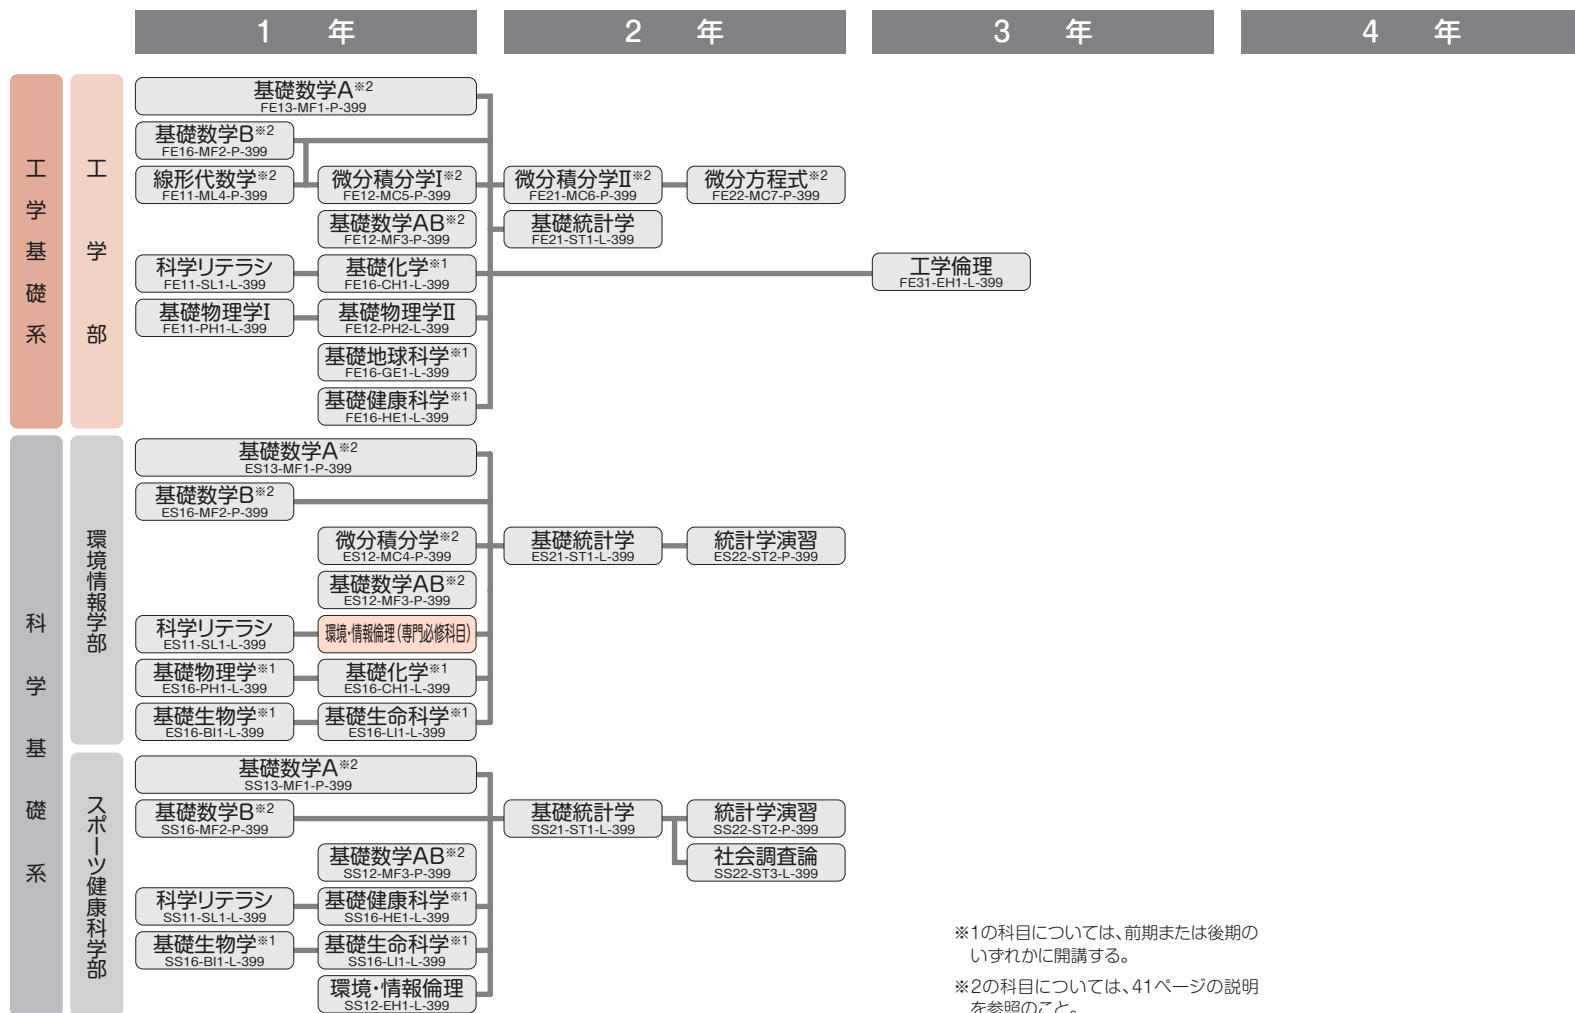 1 年
2 年
3 年
4 年
工学基礎系
工学部
基礎数学A※2
FE13-MF1-P-399
基礎数学B※2
FE16-MF2-P-399
線形代数学※2
FE11-ML4-P-399
微分積分学I※2
FE12-MC5-P-399
微分積分学II※2
FE21-MC6-P-399
微分方程式※2
FE22-MC7-P-399
基礎数学AB※2
FE12-MF3-P-399
基礎統計学
FE21-ST1-L-399
科学リテラシ
FE11-SL1-L-399
基礎化学※1
FE16-CH1-L-399
工学倫理
FE31-EH1-L-399
基礎物理学I
FE11-PH1-L-399
基礎物理学II
FE12-PH2-L-399
基礎地球科学※1
FE16-GE1-L-399
基礎健康科学※1
FE16-HE1-L-399
科学基礎系
環境情報学部
基礎数学A※2
ES13-MF1-P-399
基礎数学B※2
ES16-MF2-P-399
微分積分学※2
ES12-MC4-P-399
基礎統計学
ES21-ST1-L-399
統計学演習
ES22-ST2-P-399
基礎数学AB※2
ES12-MF3-P-399
科学リテラシ
ES11-SL1-L-399
環境・情報倫理(専門必修科目)
基礎物理学※1
ES16-PH1-L-399
基礎化学※1
ES16-CH1-L-399
基礎生物学※1
ES16-BI1-L-399
基礎生命科学※1
ES16-LI1-L-399
スポーツ健康科学部
基礎数学A※2
SS13-MF1-P-399
基礎数学B※2
SS16-MF2-P-399
基礎統計学
SS21-ST1-L-399
統計学演習
SS22-ST2-P-399
基礎数学AB※2
SS12-MF3-P-399
社会調査論
SS22-ST3-L-399
科学リテラシ
SS11-SL1-L-399
基礎健康科学※1
SS16-HE1-L-399
基礎生物学※1
SS16-BI1-L-399
基礎生命科学※1
SS16-LI1-L-399
環境・情報倫理
SS12-EH1-L-399
※1の科目については、前期または後期の
いずれかに開講する。
※2の科目については、41ページの説明
を参照のこと。